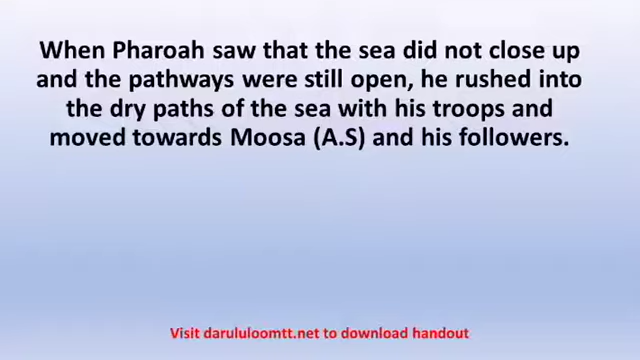 When Pharoah saw that the sea did not close up
and the pathways were still open, he rushed into
the dry paths of the sea with his troops and
moved towards Moosa (A.S) and his followers.
Visit darululoomtt.net to download handout